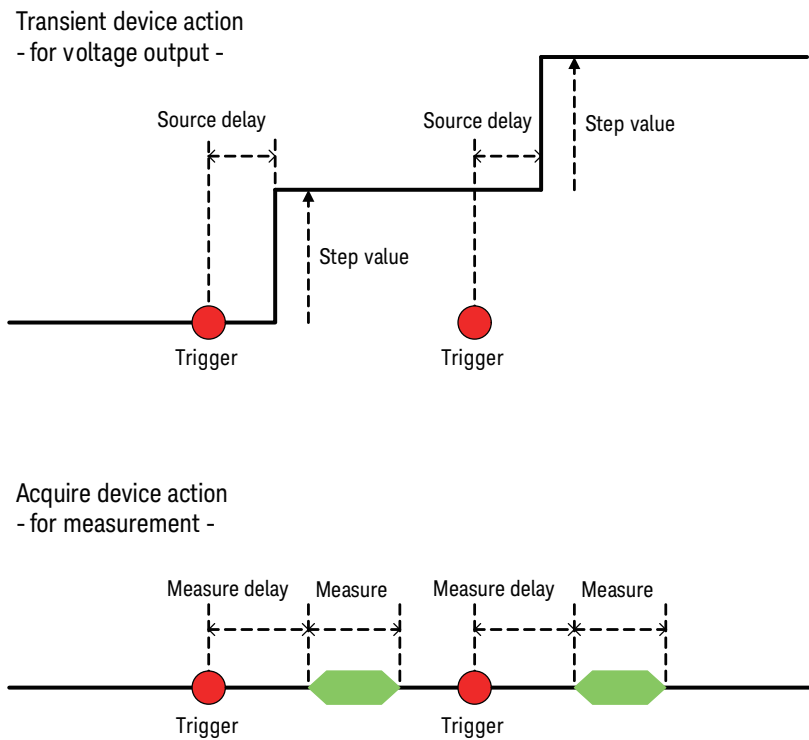 Transient device action
- for voltage output -
Source delay
Source delay
Step value
Step value
Trigger
Trigger
Acquire device action
- for measurement -
Measure delay
Measure
Measure delay
Measure
Trigger
Trigger